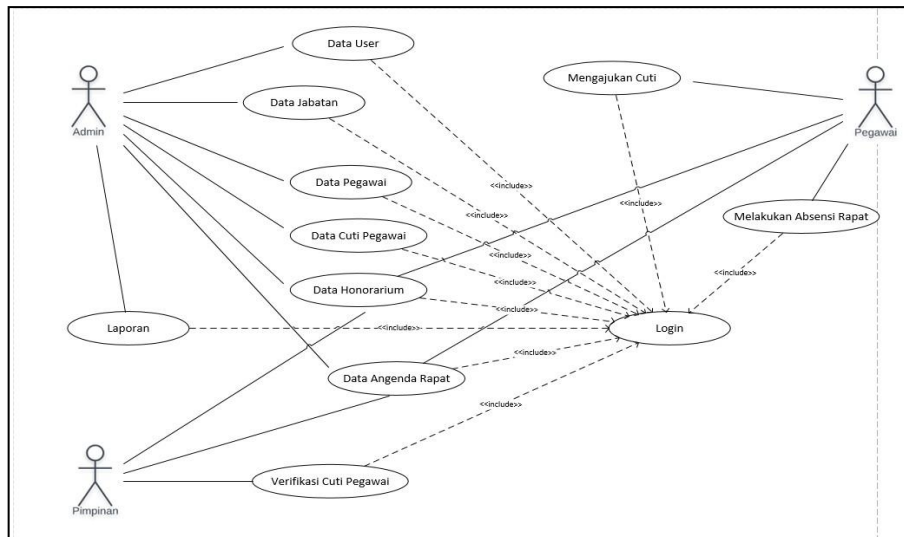 Data User
Mengajukan Cuti
Admin
Data Jabatan
Pegawai
Data Pegawai
<<include>>
Melakukan Absensi Rapat
<<include>>
<<include>>
Data Cuti Pegawai
<<include>>
<<include>>
Data Honorarium
<<include>>
<<include>>
Laporan
<<include>>
Login
<<include>>
Data Angenda Rapat
<<include>>
Verifikasi Cuti Pegawai
Pimpinan